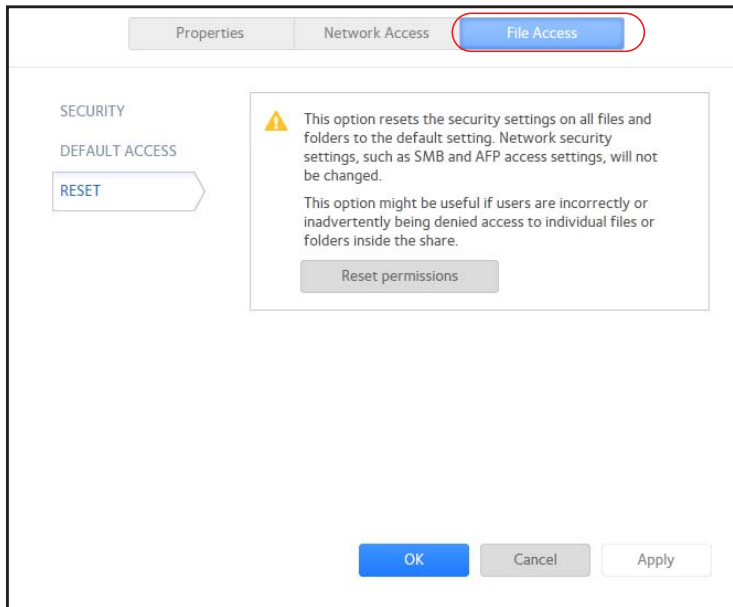 Properties Network Access File Access
SECURITY
DEFAULT ACCESS
RESET
This option resets the security settings on all files and
folders to the default setting. Network security
settings, such as SMB and AFP access settings, will not
be changed.
This option might be useful if users are incorrectly or
inadvertently being denied access to individual files or
folders inside the share.
Reset permissions
OK Cancel Apply